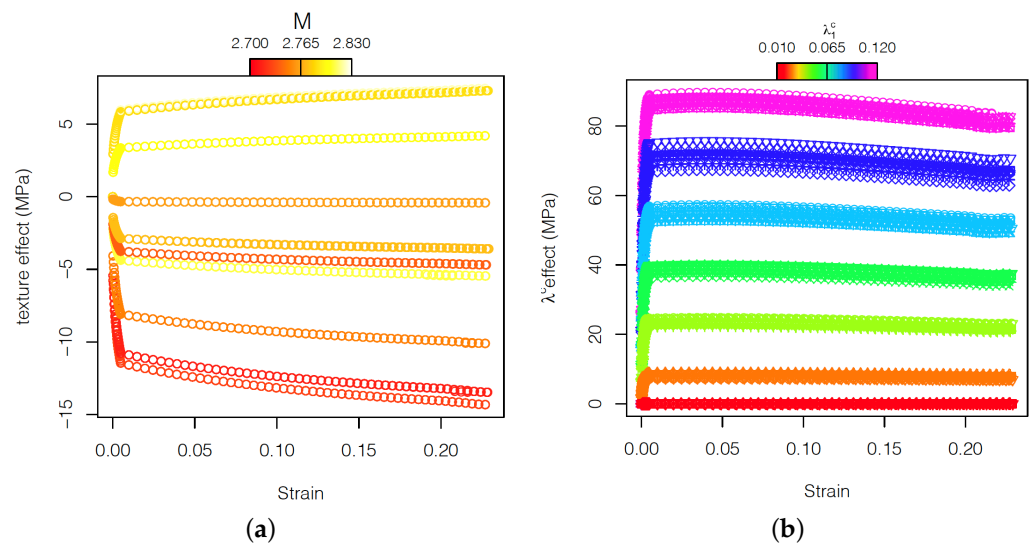 M
2.700 2.765 2.830
texture effect (MPa)
5
0
−5
−10
−15
0.00 0.05 0.10 0.15 0.20
Strain
(a)
λ₁ᶜ
0.010 0.065 0.120
λᶜeffect (MPa)
80
60
40
20
0
0.00 0.05 0.10 0.15 0.20
Strain
(b)